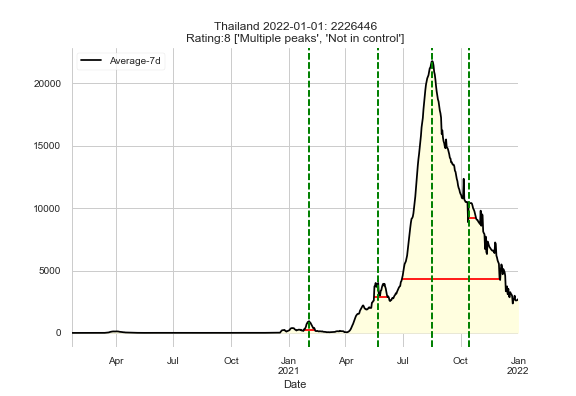 Thailand 2022-01-01: 2226446
Rating:8 ['Multiple peaks', 'Not in control']
Average-7d
20000
15000
10000
5000
0
Apr Jul Oct Jan Apr Jul Oct Jan
2021 2022
Date